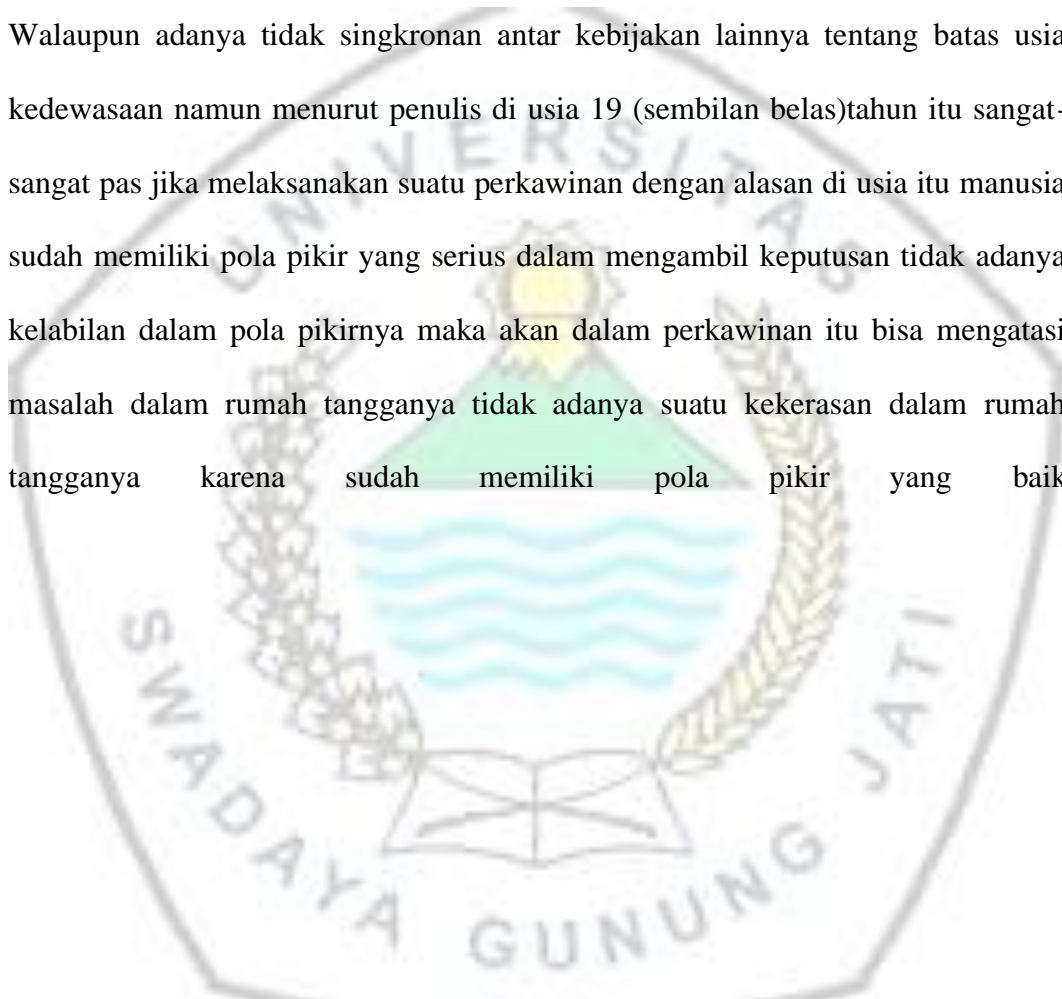 Walaupun adanya tidak singkronan antar kebijakan lainnya tentang batas usia
kedewasaan namun menurut penulis di usia 19 (sembilan belas)tahun itu sangat-
sangat pas jika melaksanakan suatu perkawinan dengan alasan di usia itu manusia
sudah memiliki pola pikir yang serius dalam mengambil keputusan tidak adanya
kelabilan dalam pola pikirnya maka akan dalam perkawinan itu bisa mengatasi
masalah dalam rumah tangganya tidak adanya suatu kekerasan dalam rumah
tangganya karena sudah memiliki pola pikir yang baik
UNIVERSITAS
SWADAYA GUNUNG JATI